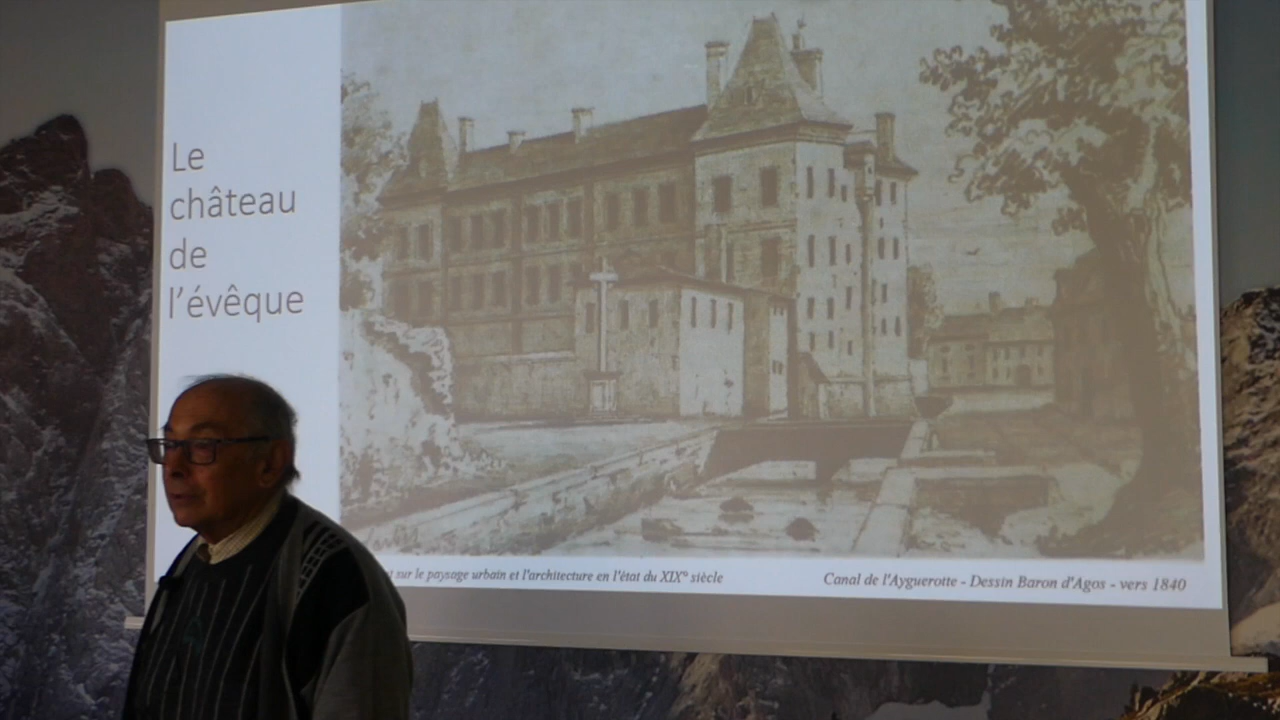 Le
château
de
l'évêque
sur le paysage urbain et l'architecture en l'état du XIX° siècle
Canal de l'Ayguerotte - Dessin Baron d'Agos - vers 1840